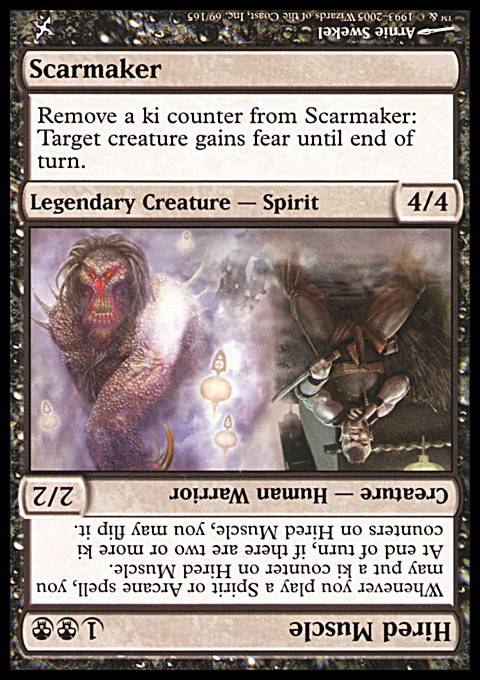 ™ & © 1993–2005 Wizards of the Coast, Inc. 69/165
Arnie Swekel
Scarmaker
Remove a ki counter from Scarmaker:
Target creature gains fear until end of
turn.
Legendary Creature — Spirit
4/4
Hired Muscle
1
Whenever you play a Spirit or Arcane spell, you
may put a ki counter on Hired Muscle.
At end of turn, if there are two or more ki
counters on Hired Muscle, you may flip it.
Creature — Human Warrior
2/2